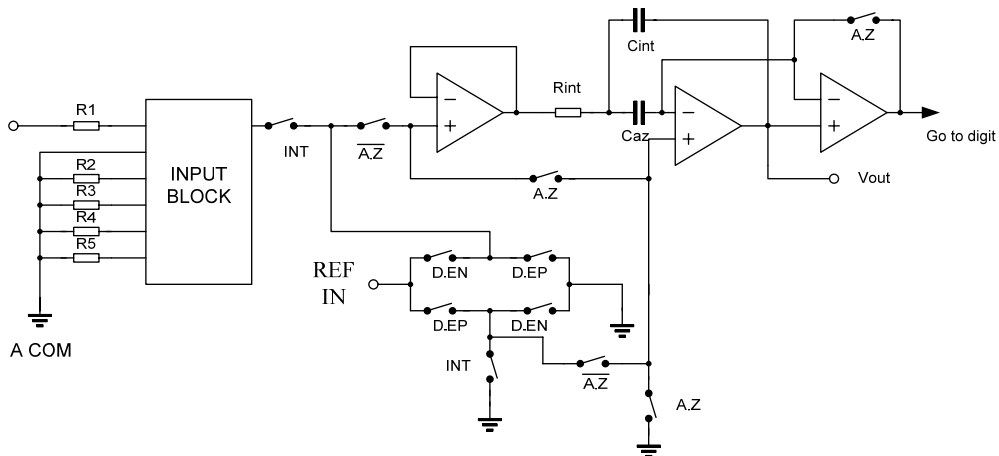 A.Z
Cint
R1
Rint
INT
A.Z
Caz
Go to digit
R2
R3
R4
R5
INPUT
BLOCK
A.Z
Vout
REF
IN
D.EN
D.EP
D.EP
D.EN
A COM
INT
A.Z
A.Z